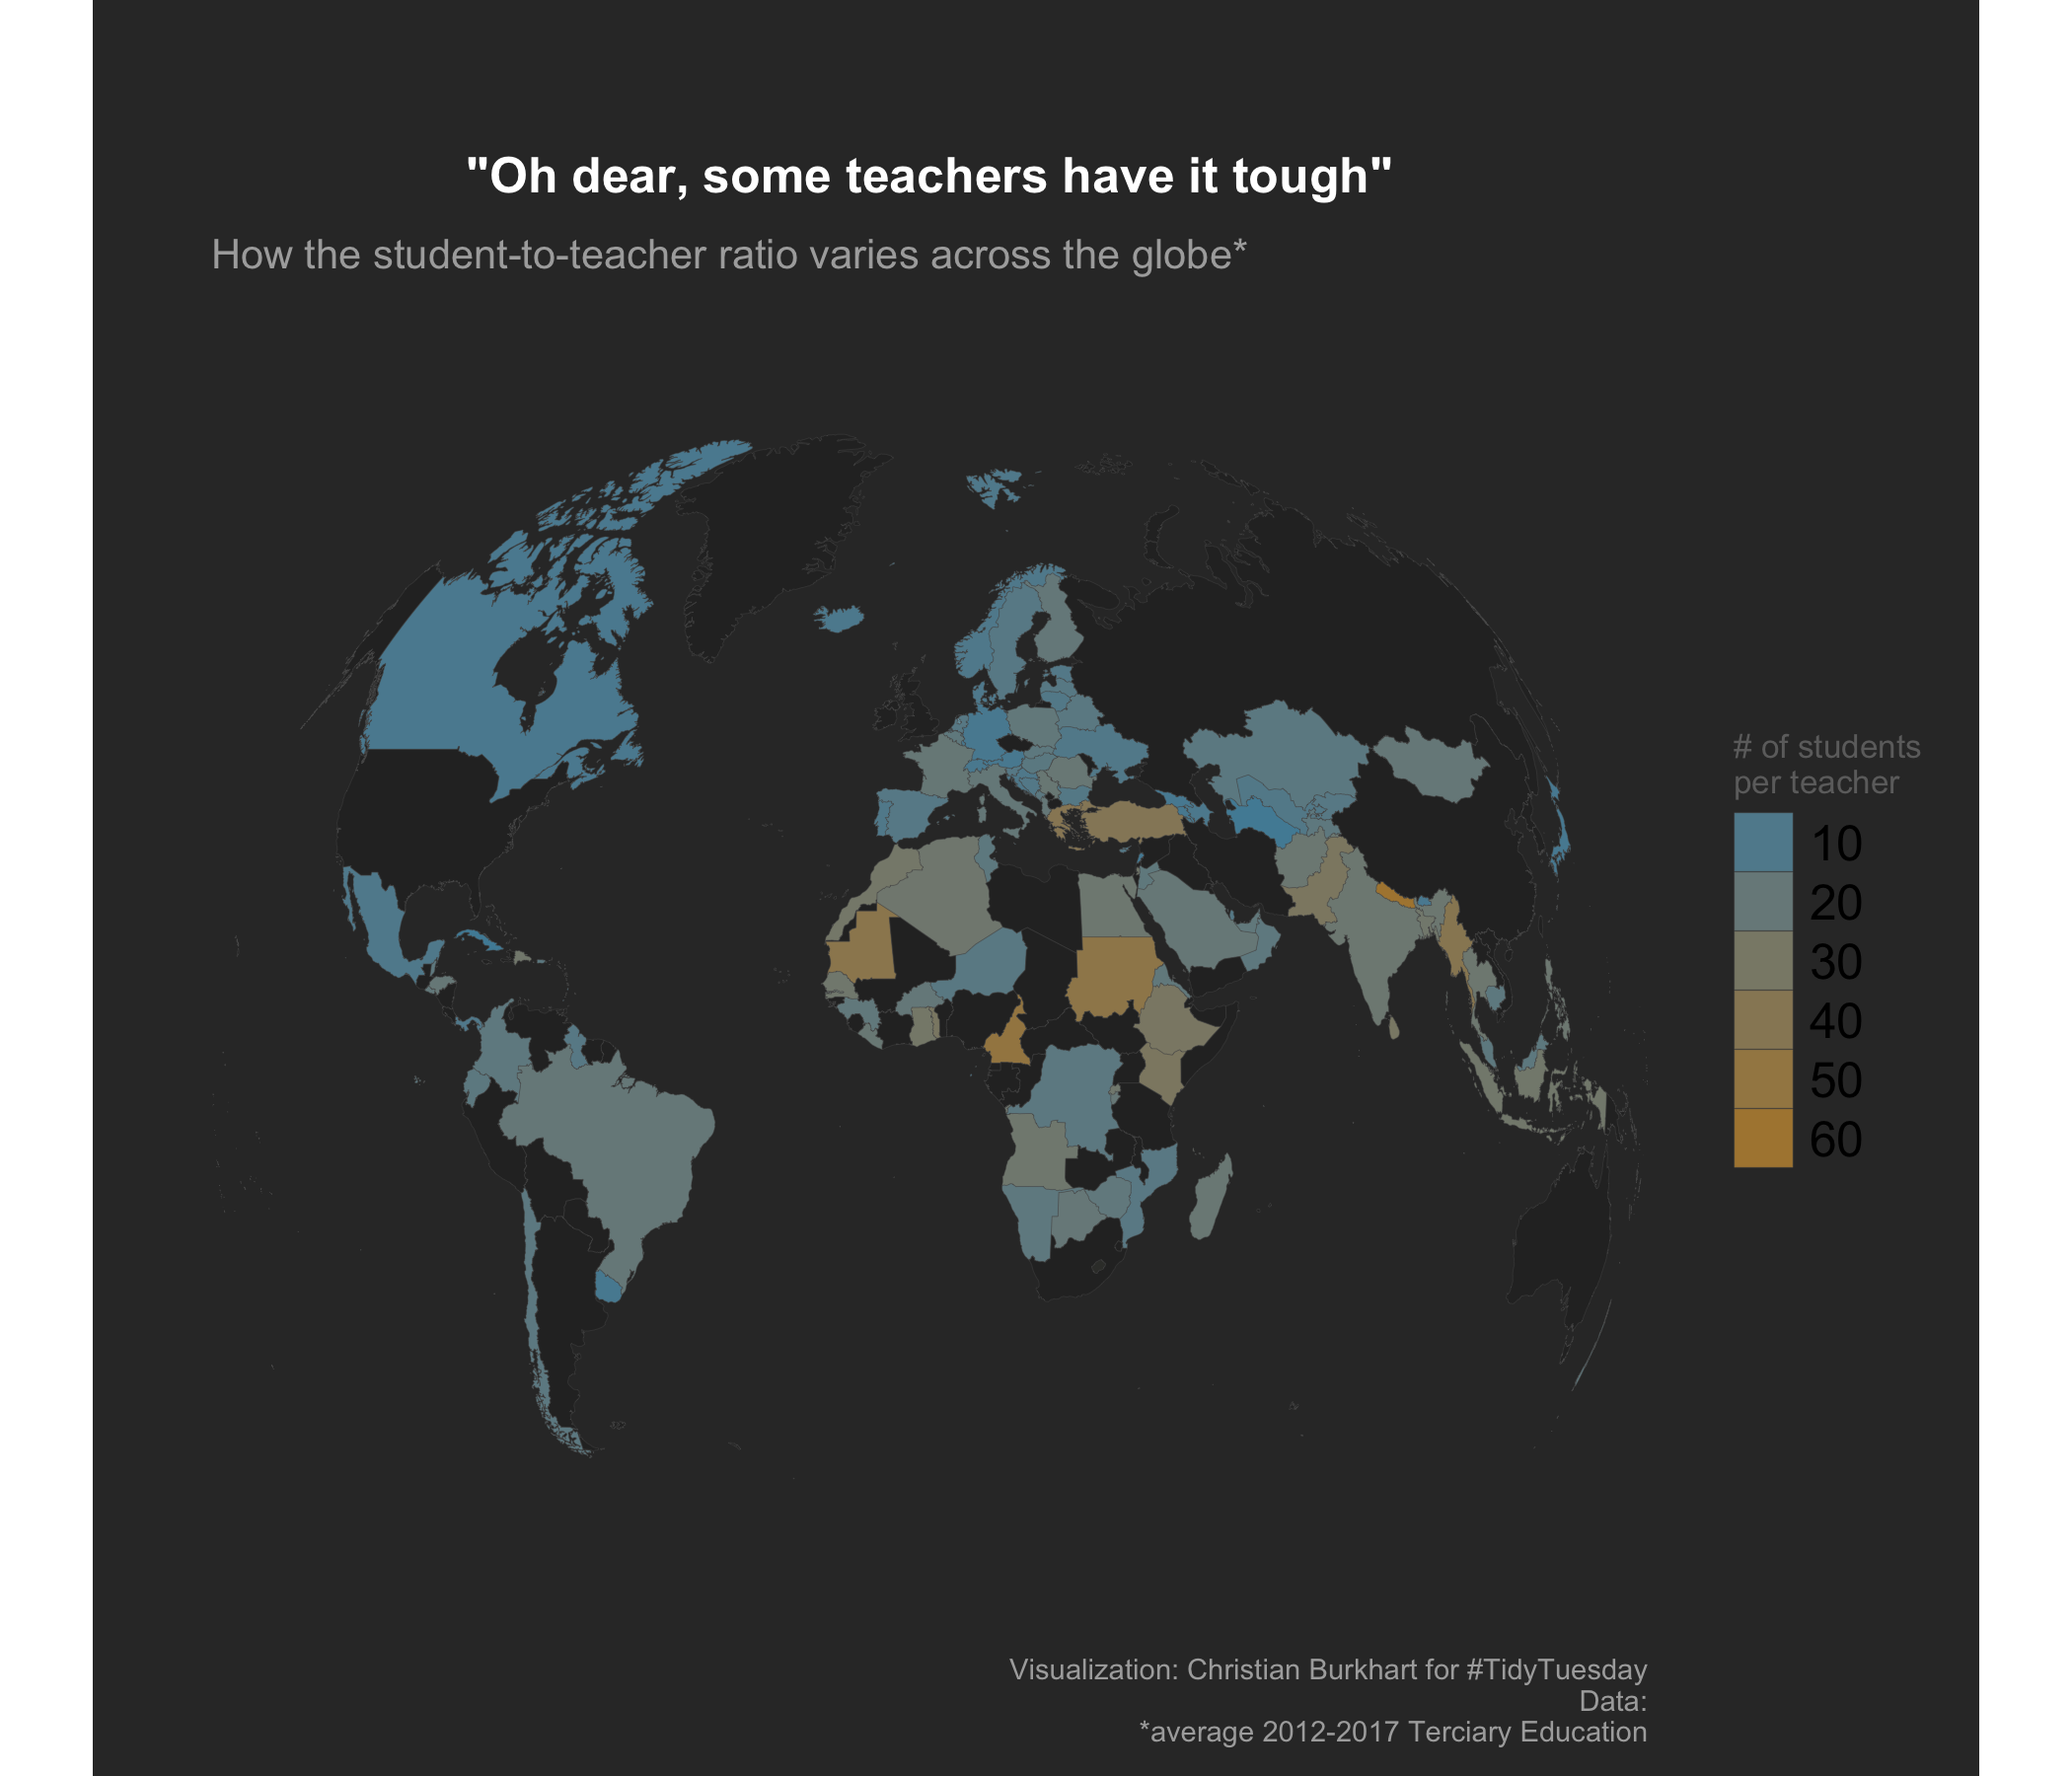 "Oh dear, some teachers have it tough"
How the student-to-teacher ratio varies across the globe*
# of students
per teacher
10
20
30
40
50
60
Visualization: Christian Burkhart for #TidyTuesday
Data:
*average 2012-2017 Terciary Education